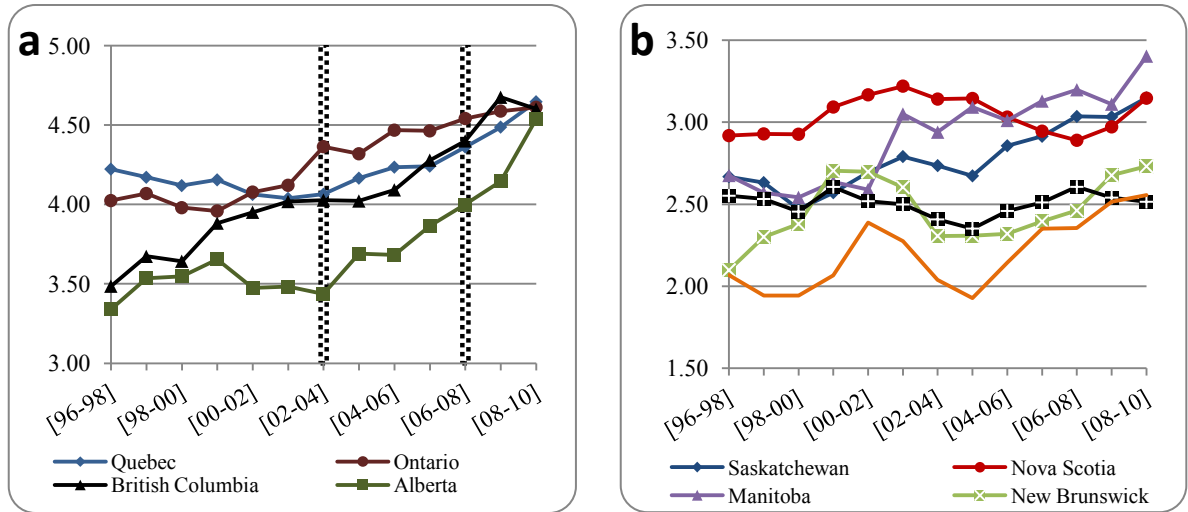 a
5.00
4.50
4.00
3.50
3.00
[96-98]
[98-00]
[00-02]
[02-04]
[04-06]
[06-08]
[08-10]
Quebec
Ontario
British Columbia
Alberta
b
3.50
3.00
2.50
2.00
1.50
[96-98]
[98-00]
[00-02]
[02-04]
[04-06]
[06-08]
[08-10]
Saskatchewan
Nova Scotia
Manitoba
New Brunswick